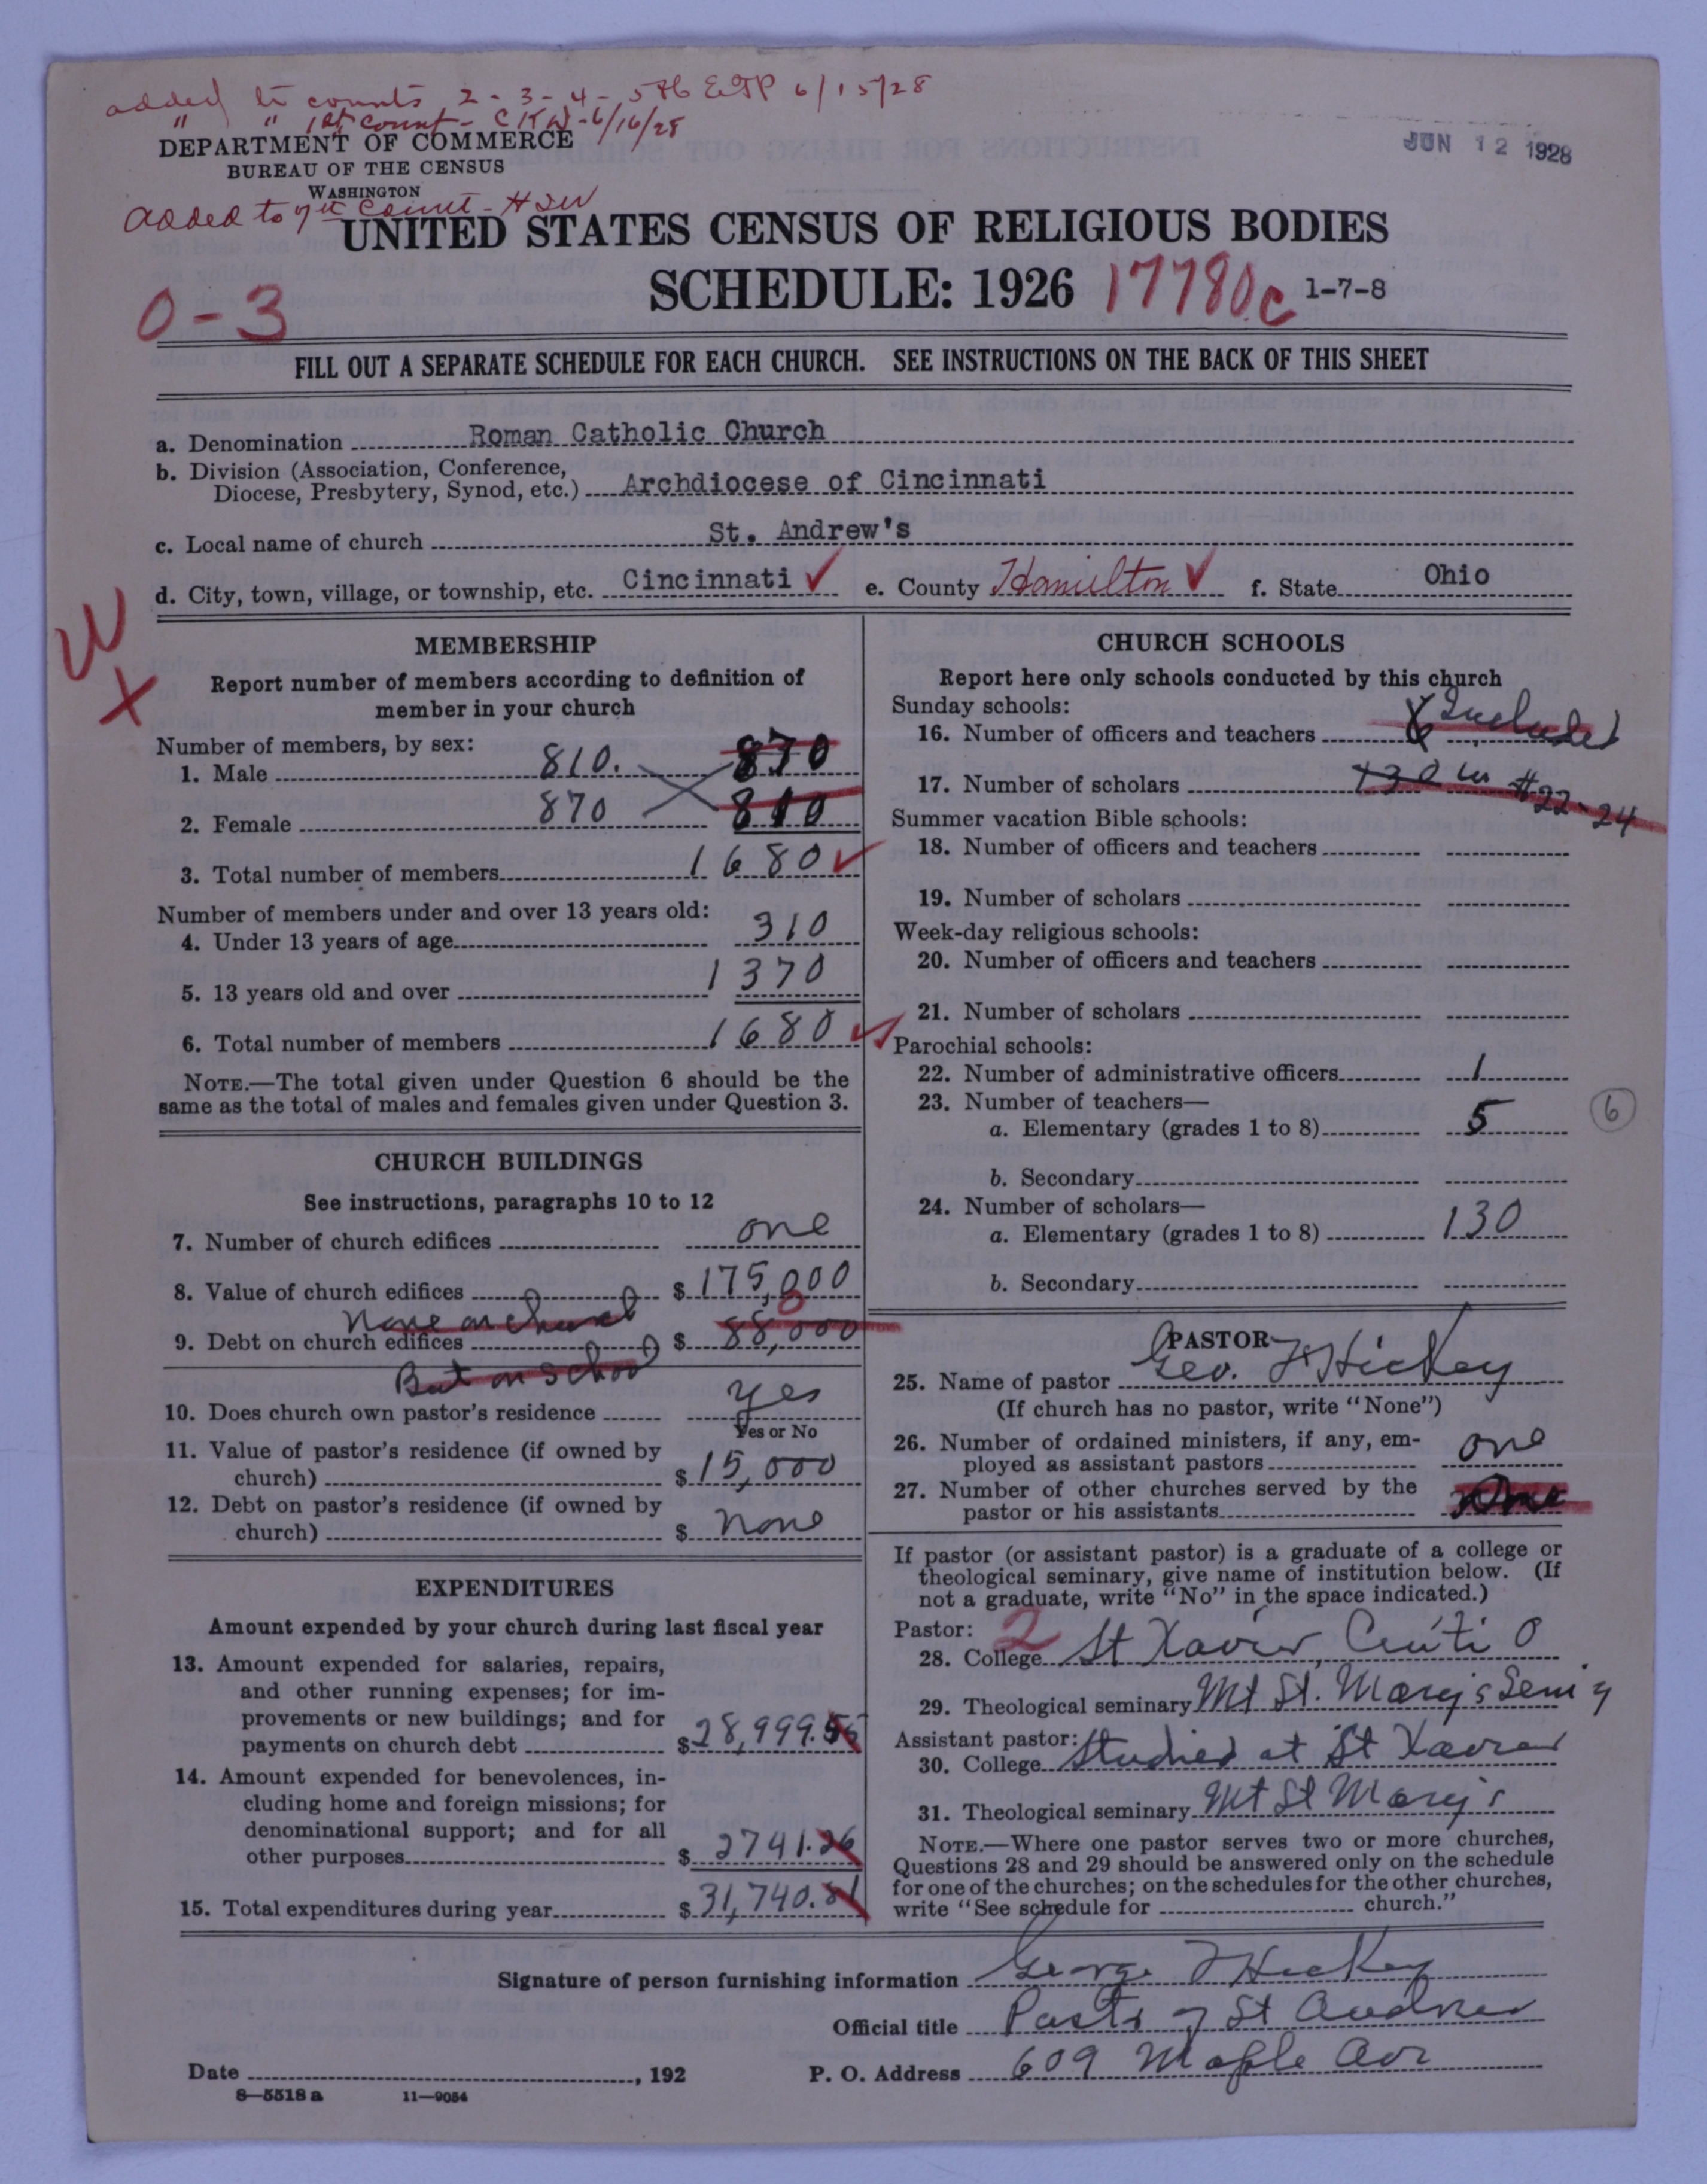 added to counts 2-3-4-5th EJP 6/15/28
" " 1st count - CKW - 6/16/28
DEPARTMENT OF COMMERCE
BUREAU OF THE CENSUS
WASHINGTON
JUN 12 1928
added to 7th count - HSW
UNITED STATES CENSUS OF RELIGIOUS BODIES
SCHEDULE: 1926 17780c 1-7-8
0-3
FILL OUT A SEPARATE SCHEDULE FOR EACH CHURCH. SEE INSTRUCTIONS ON THE BACK OF THIS SHEET
a. Denomination Roman Catholic Church
b. Division (Association, Conference,
Diocese, Presbytery, Synod, etc.) Archdiocese of Cincinnati
c. Local name of church St. Andrew's
d. City, town, village, or township, etc. Cincinnati ✓ e. County Hamilton ✓ f. State Ohio
W
X
MEMBERSHIP
Report number of members according to definition of
member in your church
Number of members, by sex:
1. Male 810. 870
2. Female 870 810
3. Total number of members 1680 ✓
Number of members under and over 13 years old:
4. Under 13 years of age 310
5. 13 years old and over 1370
6. Total number of members 1680 ✓
NOTE.—The total given under Question 6 should be the
same as the total of males and females given under Question 3.
CHURCH BUILDINGS
See instructions, paragraphs 10 to 12
7. Number of church edifices one
8. Value of church edifices $ 175,000
None on Church 0
9. Debt on church edifices $ 88,000
But on School
10. Does church own pastor's residence yes
Yes or No
11. Value of pastor's residence (if owned by
church) $ 15,000
12. Debt on pastor's residence (if owned by
church) $ none
EXPENDITURES
Amount expended by your church during last fiscal year
13. Amount expended for salaries, repairs,
and other running expenses; for im-
provements or new buildings; and for
payments on church debt $ 28,999.55
14. Amount expended for benevolences, in-
cluding home and foreign missions; for
denominational support; and for all
other purposes $ 2741.26
15. Total expenditures during year $ 31,740.81
CHURCH SCHOOLS
Report here only schools conducted by this church
Sunday schools:
16. Number of officers and teachers 6 Included
17. Number of scholars 130 in #22-24
Summer vacation Bible schools:
18. Number of officers and teachers
19. Number of scholars
Week-day religious schools:
20. Number of officers and teachers
21. Number of scholars
Parochial schools:
22. Number of administrative officers 1
23. Number of teachers—
a. Elementary (grades 1 to 8) 5 6
b. Secondary
24. Number of scholars—
a. Elementary (grades 1 to 8) 130
b. Secondary
PASTOR
25. Name of pastor Geo. F Hickey
(If church has no pastor, write "None")
26. Number of ordained ministers, if any, em-
ployed as assistant pastors one
27. Number of other churches served by the
pastor or his assistants
If pastor (or assistant pastor) is a graduate of a college or
theological seminary, give name of institution below. (If
not a graduate, write "No" in the space indicated.)
Pastor: 2
28. College St Xavier, Cinti O
29. Theological seminary Mt St. Mary's Sem'y
Assistant pastor:
30. College Studied at St Xavier
31. Theological seminary Mt St Mary's
NOTE.—Where one pastor serves two or more churches,
Questions 28 and 29 should be answered only on the schedule
for one of the churches; on the schedules for the other churches,
write "See schedule for church."
Signature of person furnishing information George F Hickey
Official title Pastor of St Andrew
Date , 192 P. O. Address 609 Maple Ave
8—5518 a 11—9054